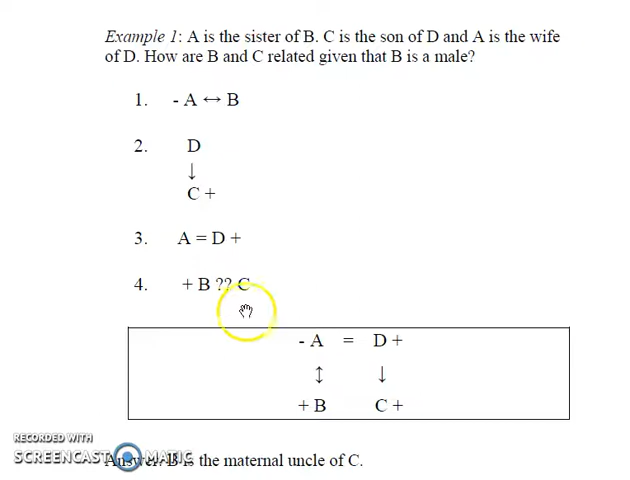 Example 1: A is the sister of B. C is the son of D and A is the wife
of D. How are B and C related given that B is a male?
1. - A ↔ B
2. D
↓
C +
3. A = D +
4. + B ?? C
- A = D +
↕ ↓
+ B C +
RECORDED WITH
SCREENCAST MATIC
Answer: B is the maternal uncle of C.